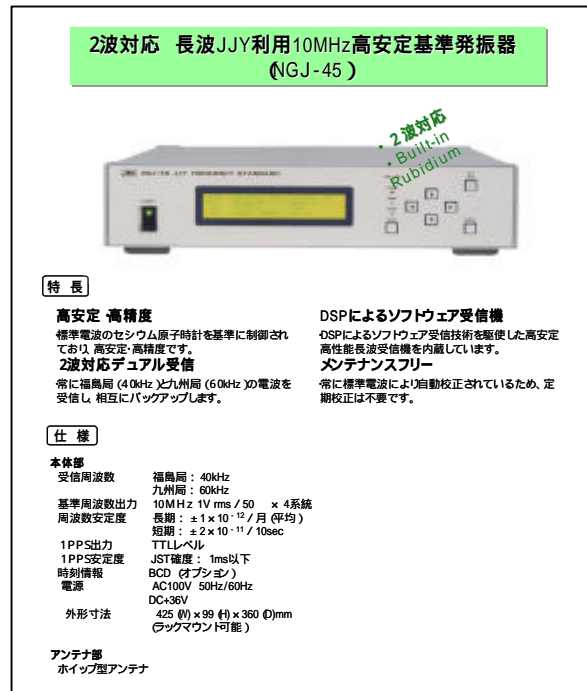 2波対応 長波JJY利用10MHz高安定基準発振器
(NGJ-45)
・2波対応
・Built-in
Rubidium
特 長
高安定・高精度
・標準電波のセシウム原子時計を基準に制御され
ており、高安定・高精度です。
2波対応デュアル受信
・常に福島局(40kHz)と九州局(60kHz)の電波を
受信し、相互にバックアップします。
DSPによるソフトウェア受信機
・DSPによるソフトウェア受信技術を駆使した高安定
高性能長波受信機を内蔵しています。
メンテナンスフリー
・常に標準電波により自動校正されているため、定
期校正は不要です。
仕 様
本体部
受信周波数 福島局：40kHz
九州局：60kHz
基準周波数出力 10MHz 1Vrms/50 ×4系統
周波数安定度 長期：±1×10⁻¹²/月(平均)
短期：±2×10⁻¹¹/10sec
1PPS出力 TTLレベル
1PPS安定度 JST確度：1ms以下
時刻情報 BCD(オプション)
電源 AC100V 50Hz/60Hz
DC+36V
外形寸法 425(W)×99(H)×360(D)mm
(ラックマウント可能)
アンテナ部
ホイップ型アンテナ